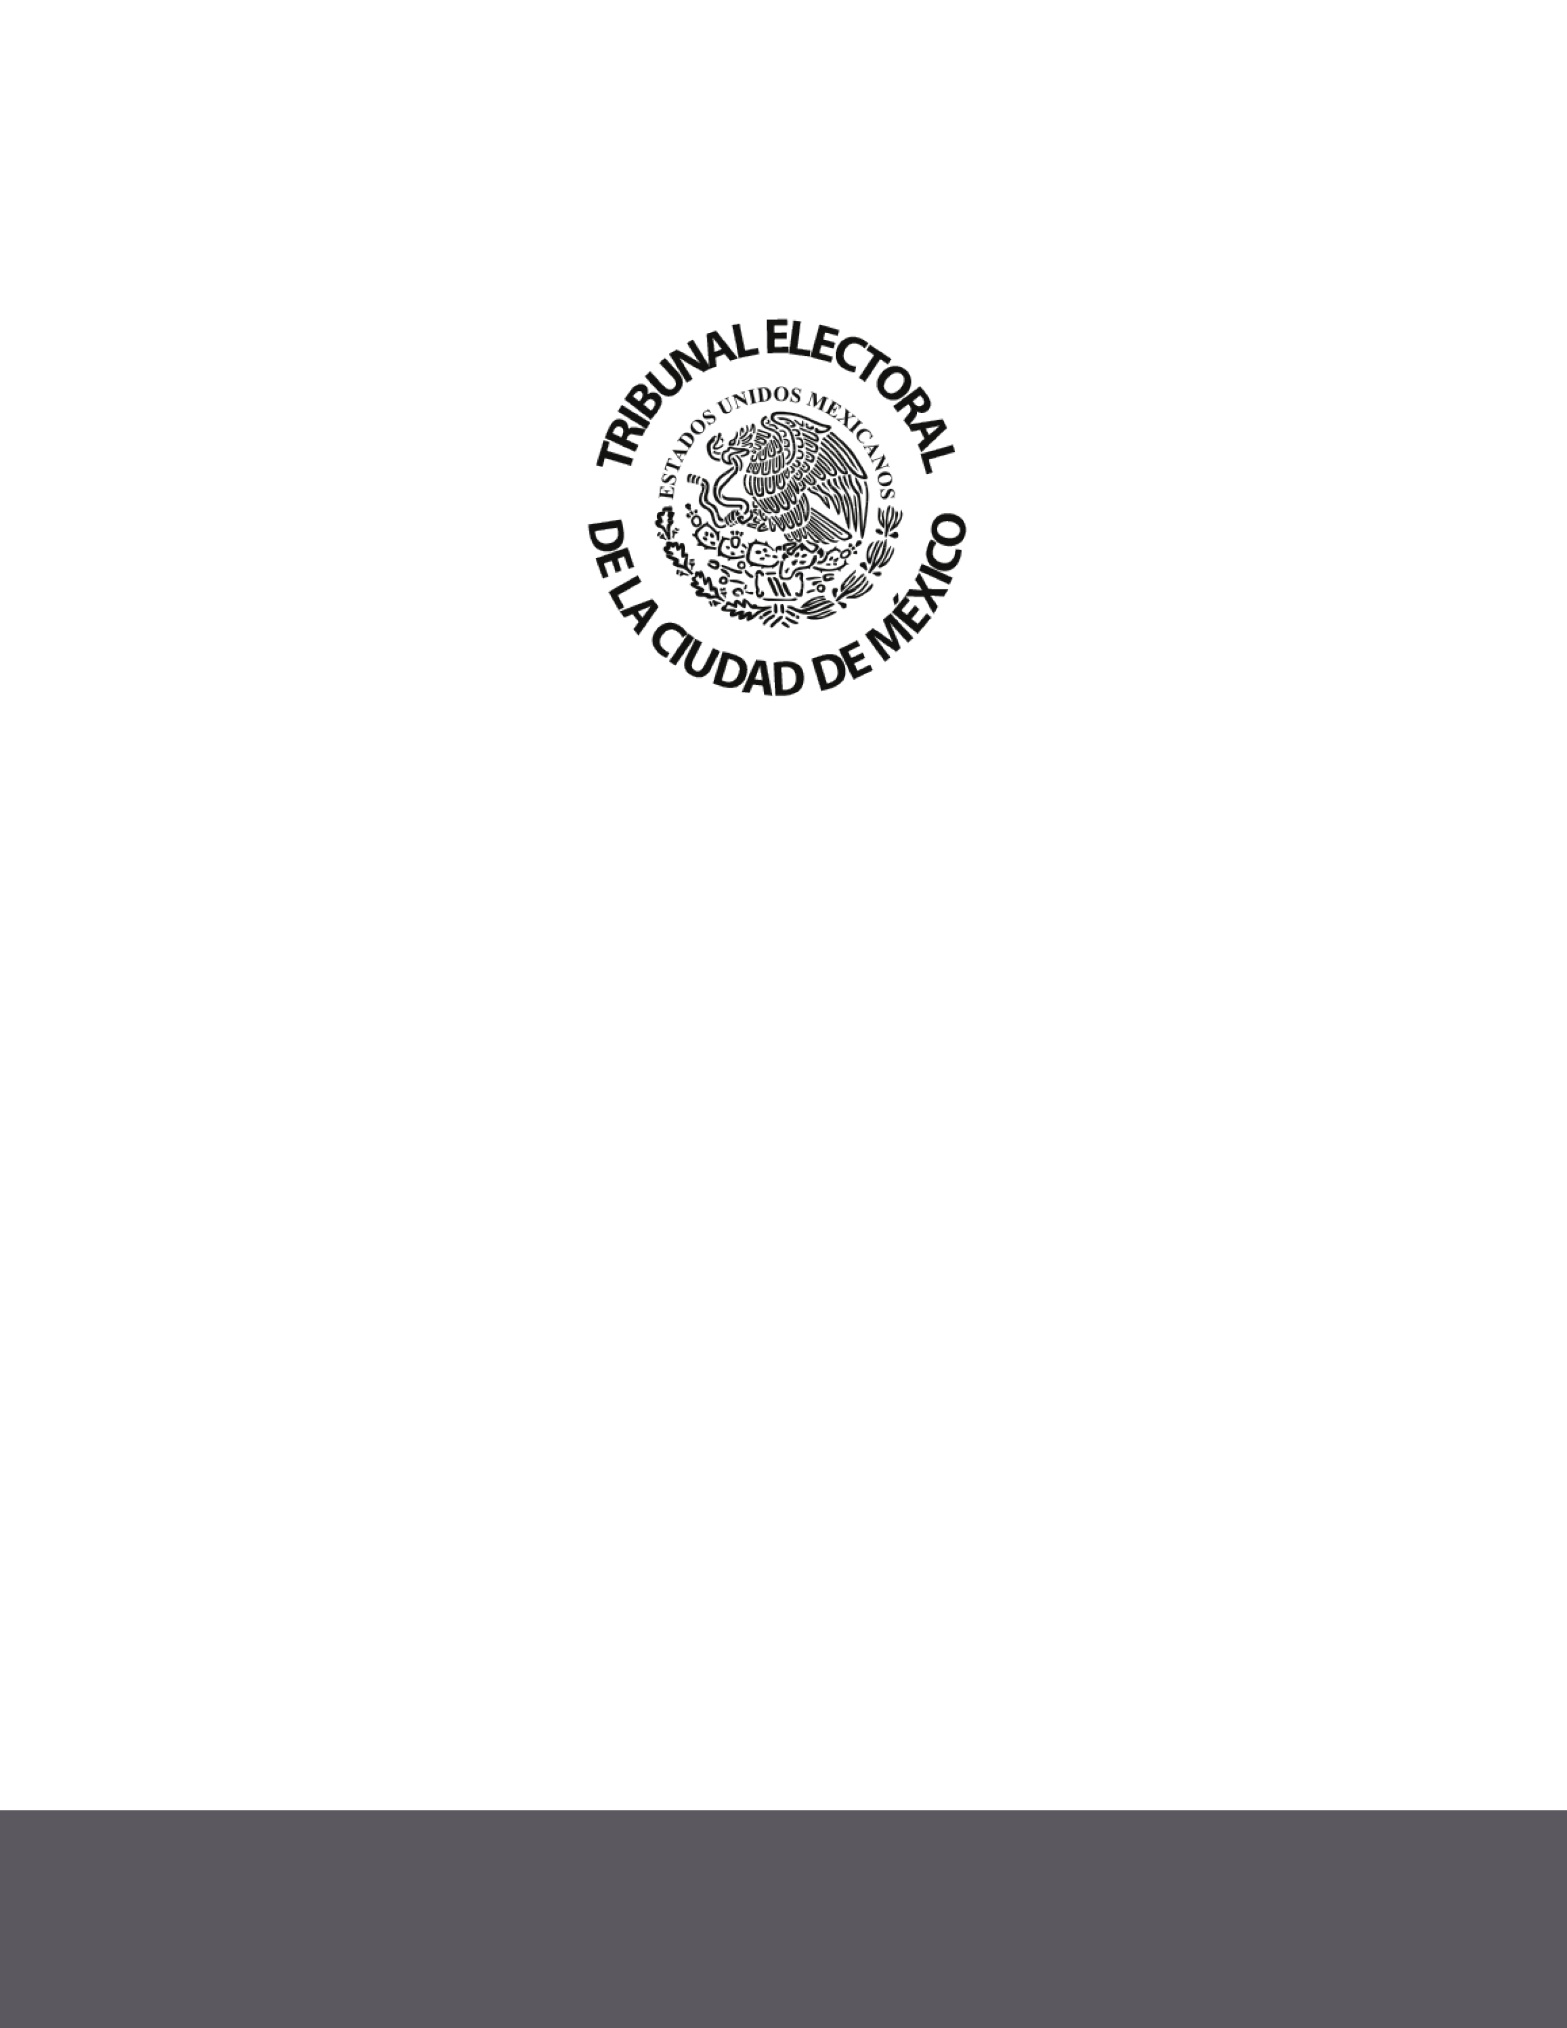 TRIBUNAL ELECTORAL
ESTADOS UNIDOS MEXICANOS
DE LA CIUDAD DE MÉXICO